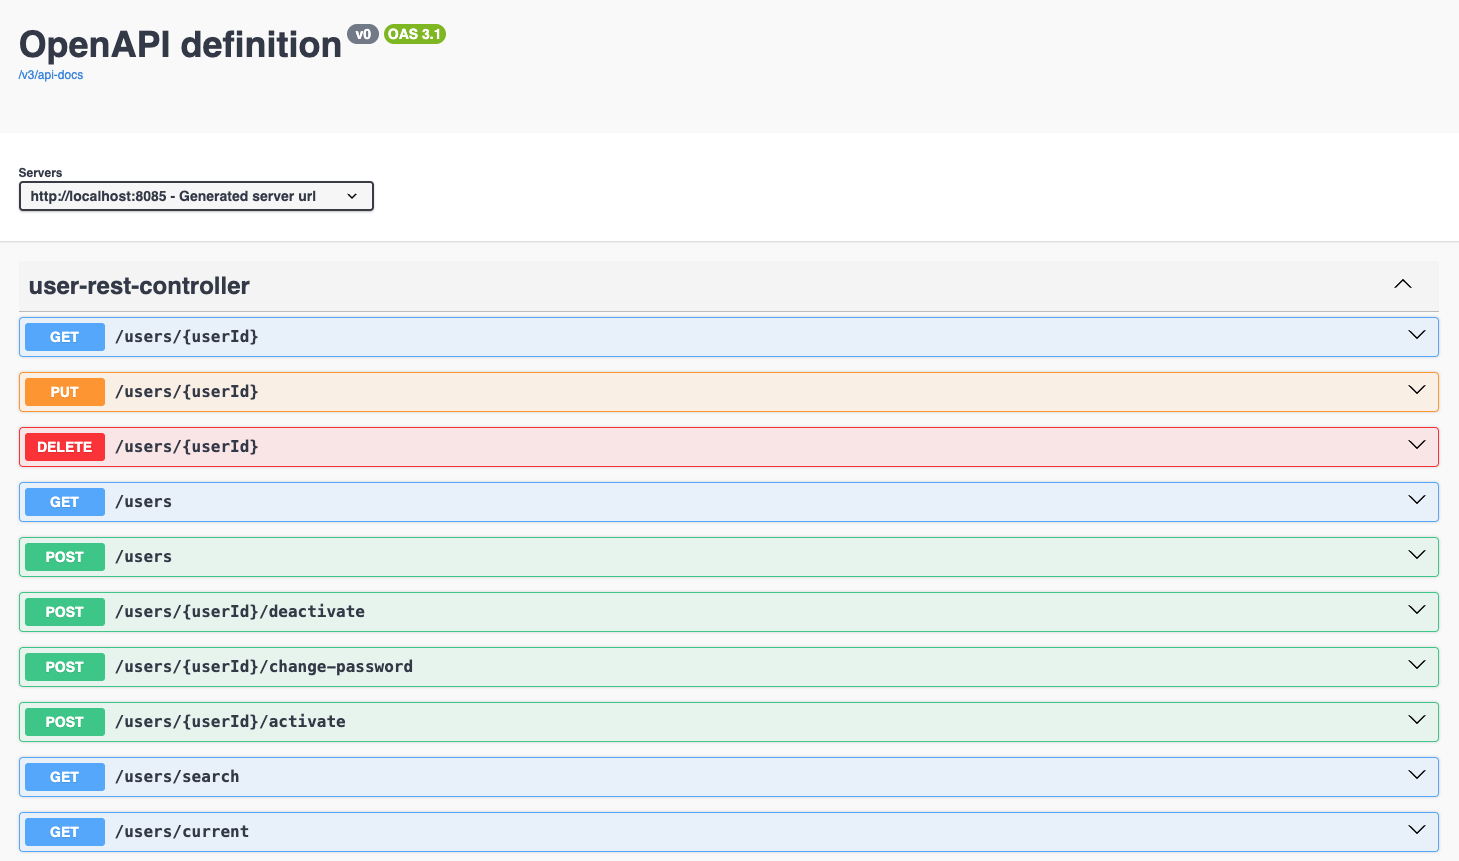 OpenAPI definition v0 OAS 3.1
/v3/api-docs
Servers
http://localhost:8085 - Generated server url
user-rest-controller
GET /users/{userId}
PUT /users/{userId}
DELETE /users/{userId}
GET /users
POST /users
POST /users/{userId}/deactivate
POST /users/{userId}/change-password
POST /users/{userId}/activate
GET /users/search
GET /users/current